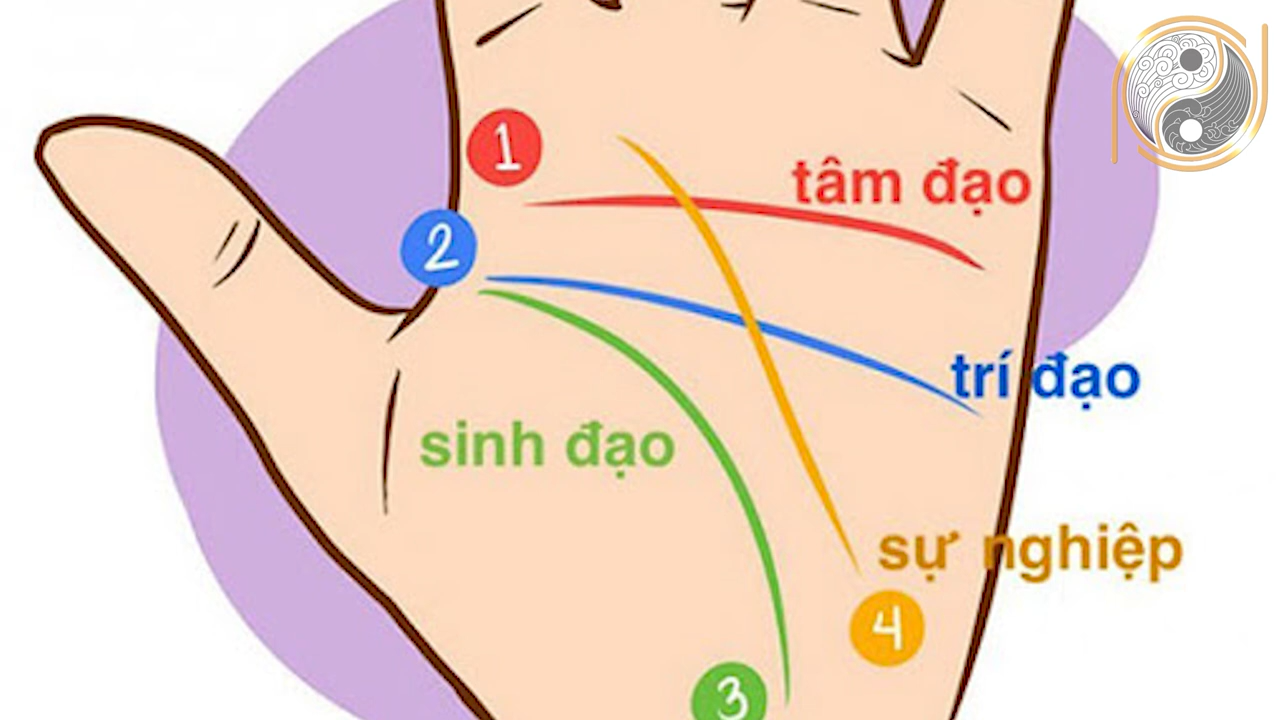 1
tâm đạo
2
trí đạo
sinh đạo
sự nghiệp
4
3